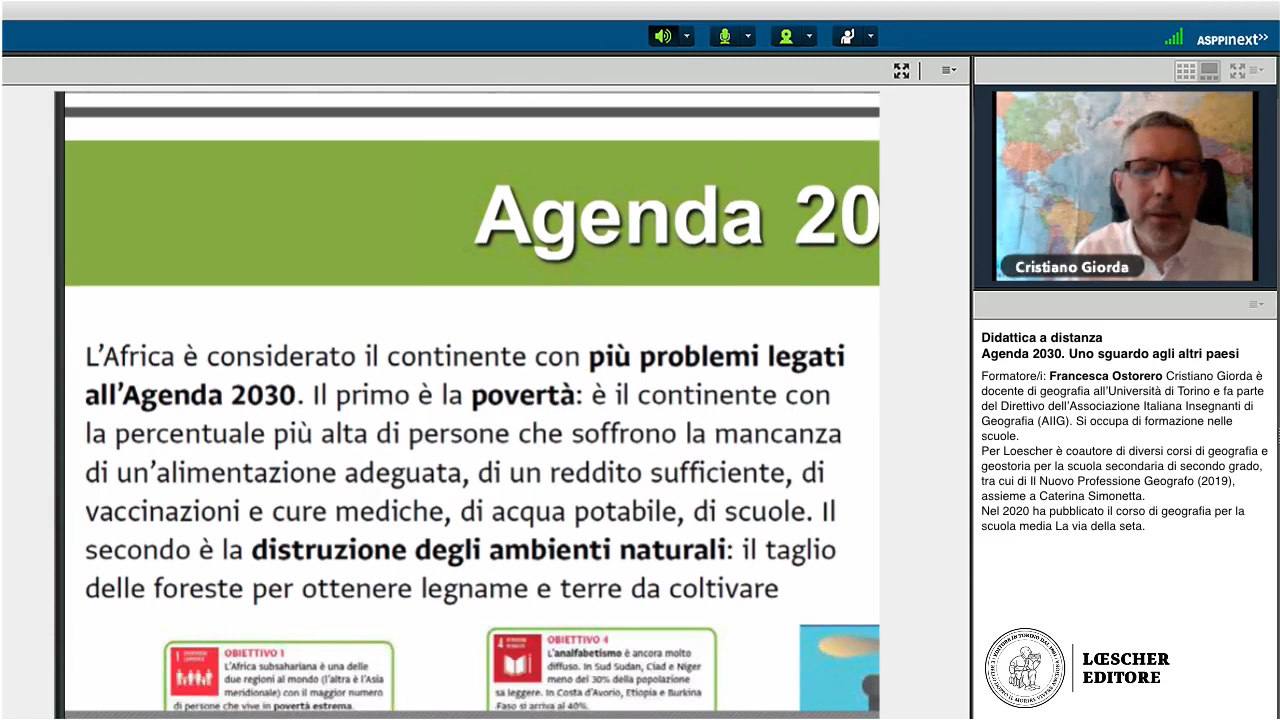 ASPPInext>>
Agenda 20
L'Africa è considerato il continente con più problemi legati
all'Agenda 2030. Il primo è la povertà: è il continente con
la percentuale più alta di persone che soffrono la mancanza
di un'alimentazione adeguata, di un reddito sufficiente, di
vaccinazioni e cure mediche, di acqua potabile, di scuole. Il
secondo è la distruzione degli ambienti naturali: il taglio
delle foreste per ottenere legname e terre da coltivare
1
OBIETTIVO 1
L'Africa subsahariana è una delle
due regioni al mondo (l'altra è l'Asia
meridionale) con il maggior numero
di persone che vive in povertà estrema.
4
OBIETTIVO 4
L'analfabetismo è ancora molto
diffuso. In Sud Sudan, Ciad e Niger
meno del 30% della popolazione
sa leggere. In Costa d'Avorio, Etiopia e Burkina
Faso si arriva al 40%.
Cristiano Giorda
Didattica a distanza
Agenda 2030. Uno sguardo agli altri paesi
Formatore/i: Francesca Ostorero Cristiano Giorda è
docente di geografia all'Università di Torino e fa parte
del Direttivo dell'Associazione Italiana Insegnanti di
Geografia (AIIG). Si occupa di formazione nelle
scuole.
Per Loescher è coautore di diversi corsi di geografia e
geostoria per la scuola secondaria di secondo grado,
tra cui di Il Nuovo Professione Geografo (2019),
assieme a Caterina Simonetta.
Nel 2020 ha pubblicato il corso di geografia per la
scuola media La via della seta.
LŒSCHER
EDITORE